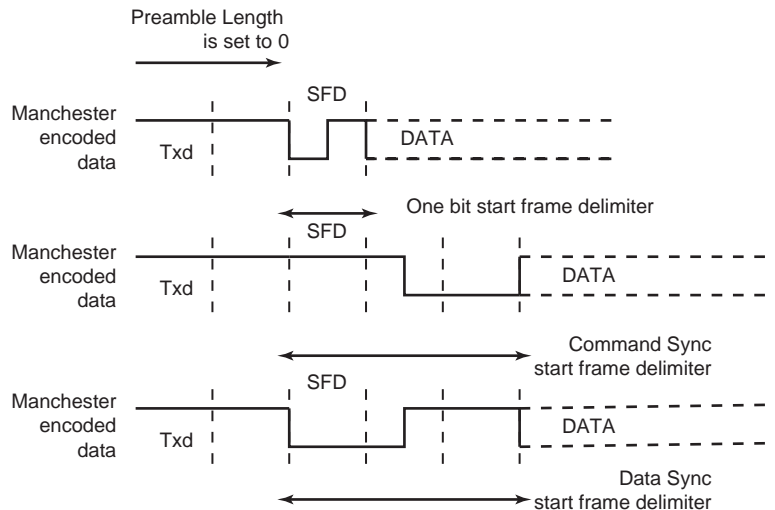 Preamble Length
is set to 0
SFD
Manchester
encoded
data
Txd
DATA
One bit start frame delimiter
SFD
Manchester
encoded
data
Txd
DATA
Command Sync
start frame delimiter
SFD
Manchester
encoded
data
Txd
DATA
Data Sync
start frame delimiter